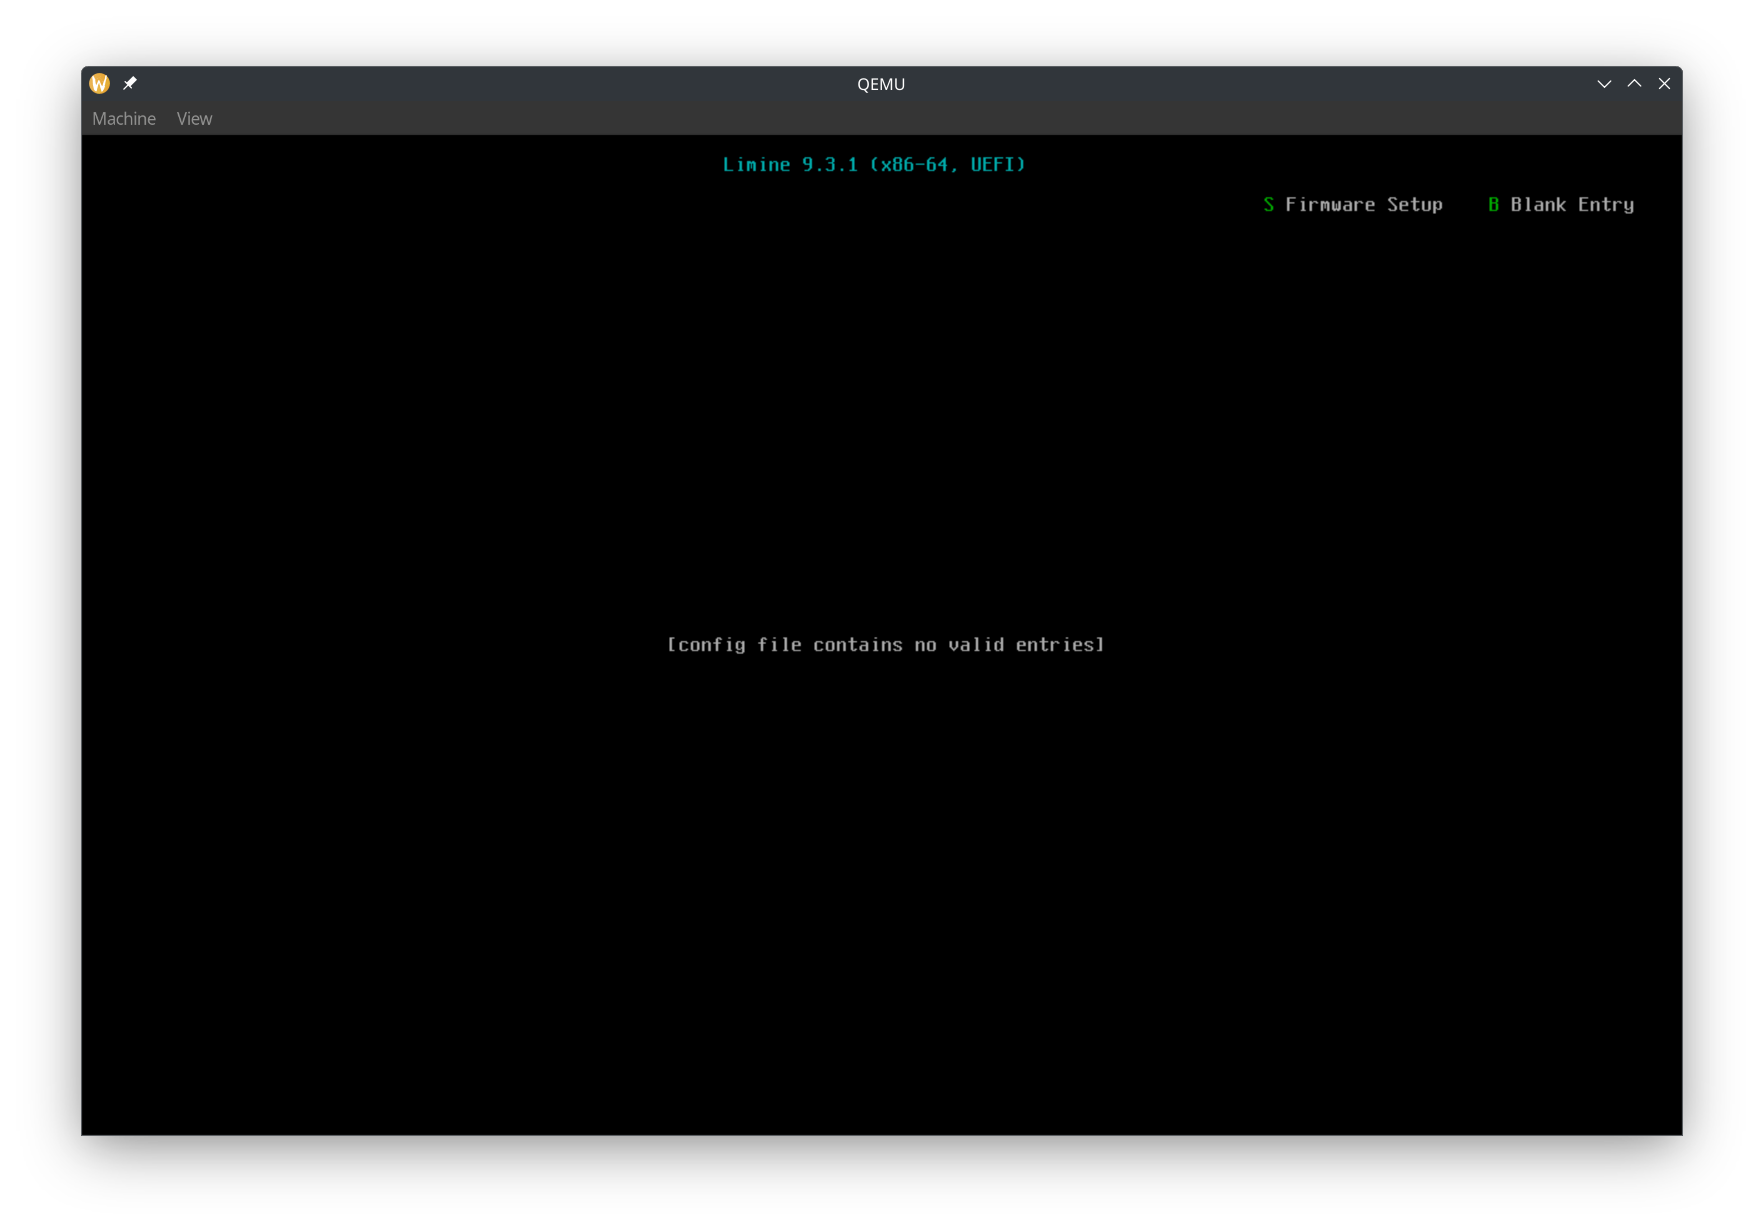 QEMU
Machine View
Limine 9.3.1 (x86-64, UEFI)
S Firmware Setup B Blank Entry
[config file contains no valid entries]